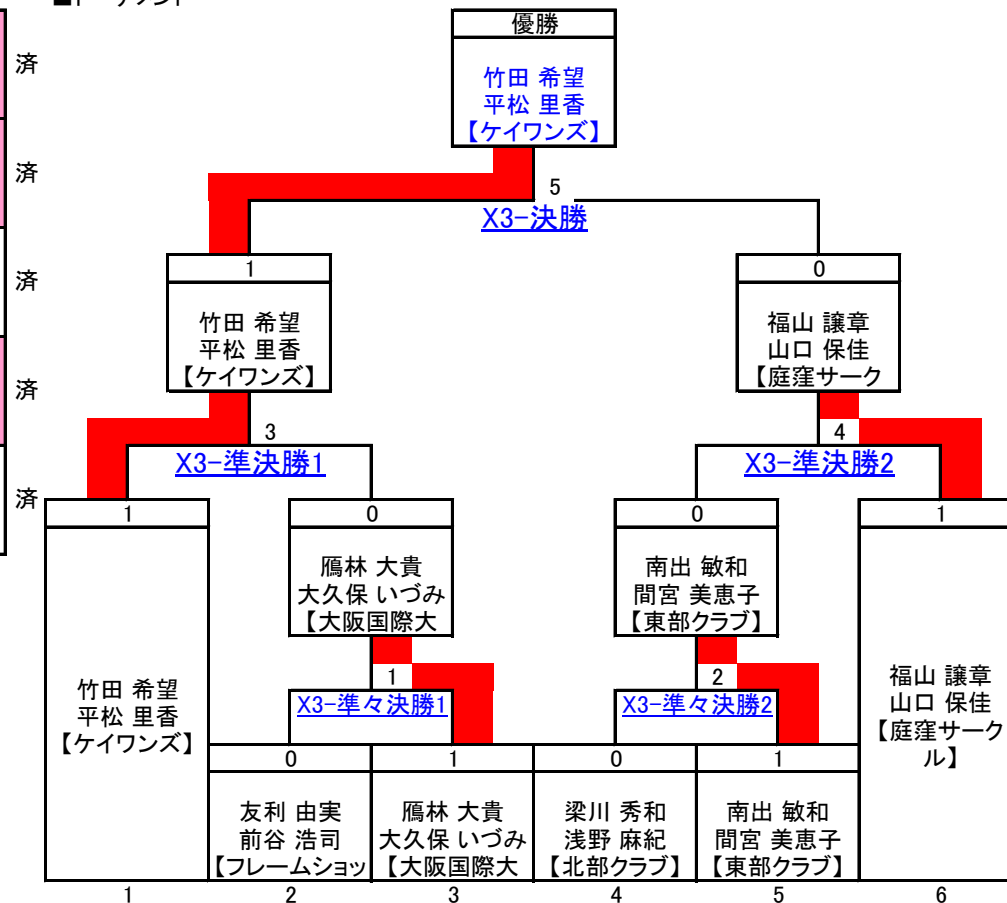 ■トーナメント
済
済
済
済
済
優勝
竹田 希望
平松 里香
【ケイワンズ】
5
X3-決勝
1
竹田 希望
平松 里香
【ケイワンズ】
0
福山 譲章
山口 保佳
【庭窪サーク
3
X3-準決勝1
4
X3-準決勝2
1
竹田 希望
平松 里香
【ケイワンズ】
0
鴈林 大貴
大久保 いづみ
【大阪国際大
0
南出 敏和
間宮 美恵子
【東部クラブ】
1
福山 譲章
山口 保佳
【庭窪サーク
ル】
1
X3-準々決勝1
2
X3-準々決勝2
0
友利 由実
前谷 浩司
【フレームショッ
1
鴈林 大貴
大久保 いづみ
【大阪国際大
0
梁川 秀和
浅野 麻紀
【北部クラブ】
1
南出 敏和
間宮 美恵子
【東部クラブ】
1
2
3
4
5
6